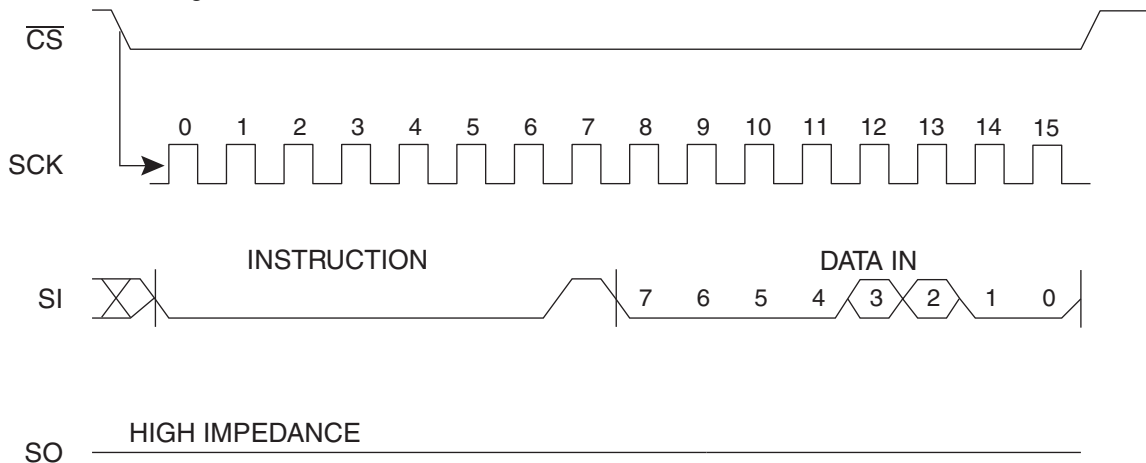 CS
0 1 2 3 4 5 6 7 8 9 10 11 12 13 14 15
SCK
INSTRUCTION DATA IN
SI 7 6 5 4 3 2 1 0
HIGH IMPEDANCE
SO